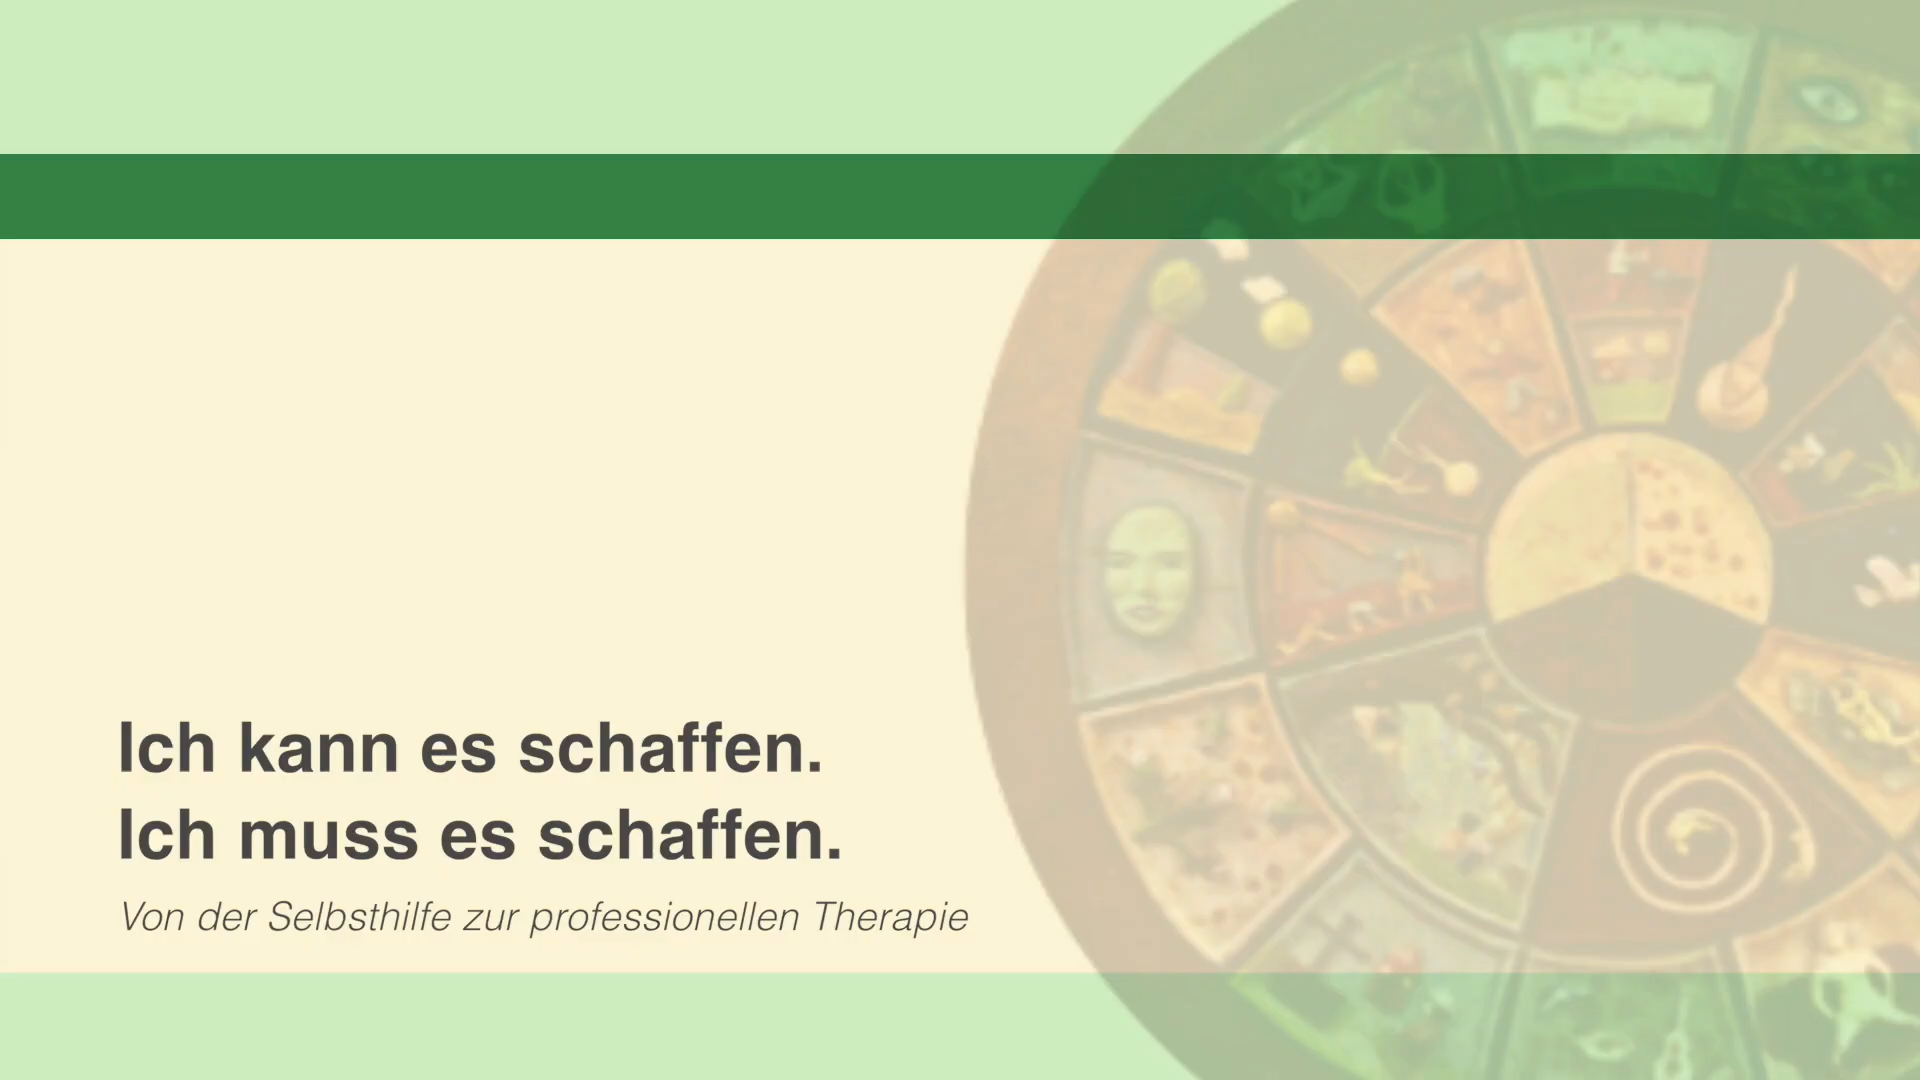 Ich kann es schaffen.
Ich muss es schaffen.
Von der Selbsthilfe zur professionellen Therapie